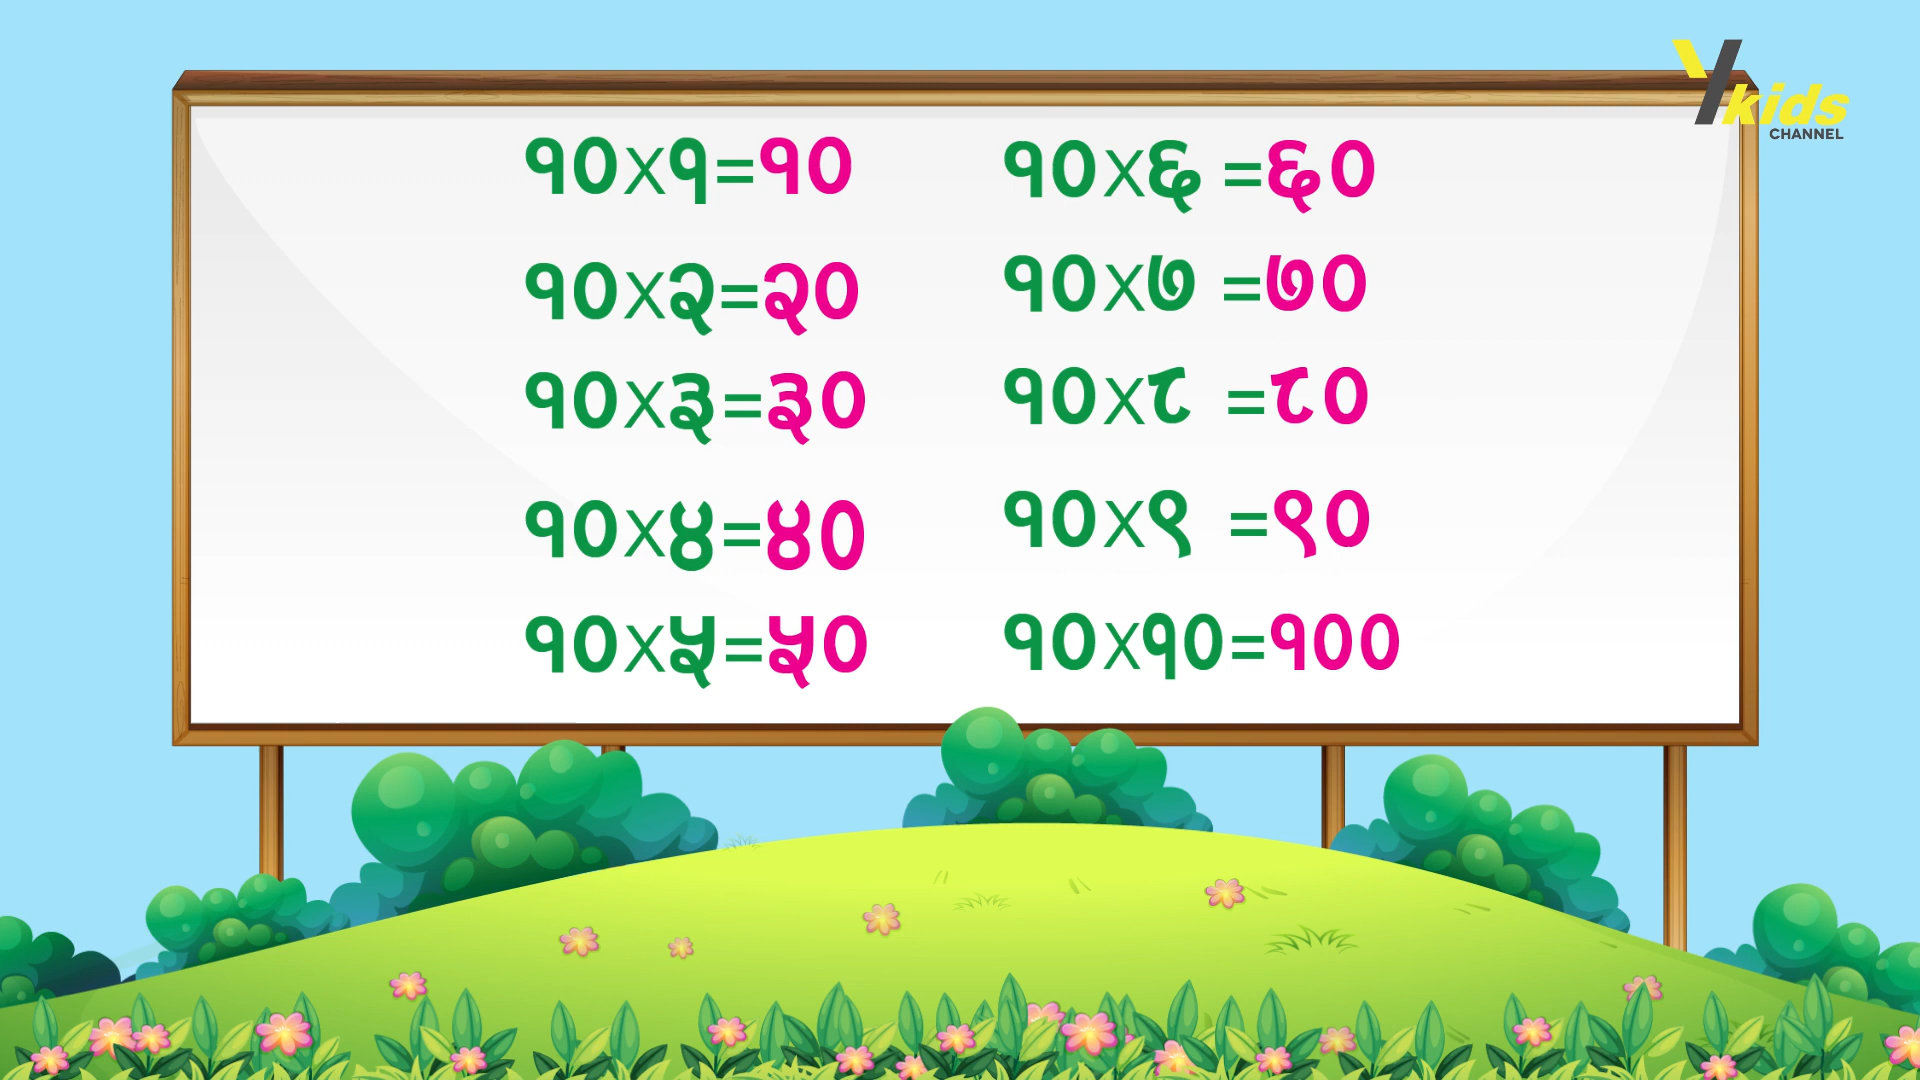 १०x१=१०
१०x२=२०
१०x३=३०
१०x४=४०
१०x५=५०
१०x६ =६०
१०x७ =७०
१०x८ =८०
१०x९ =९०
१०x१०=१००
Y kids
CHANNEL